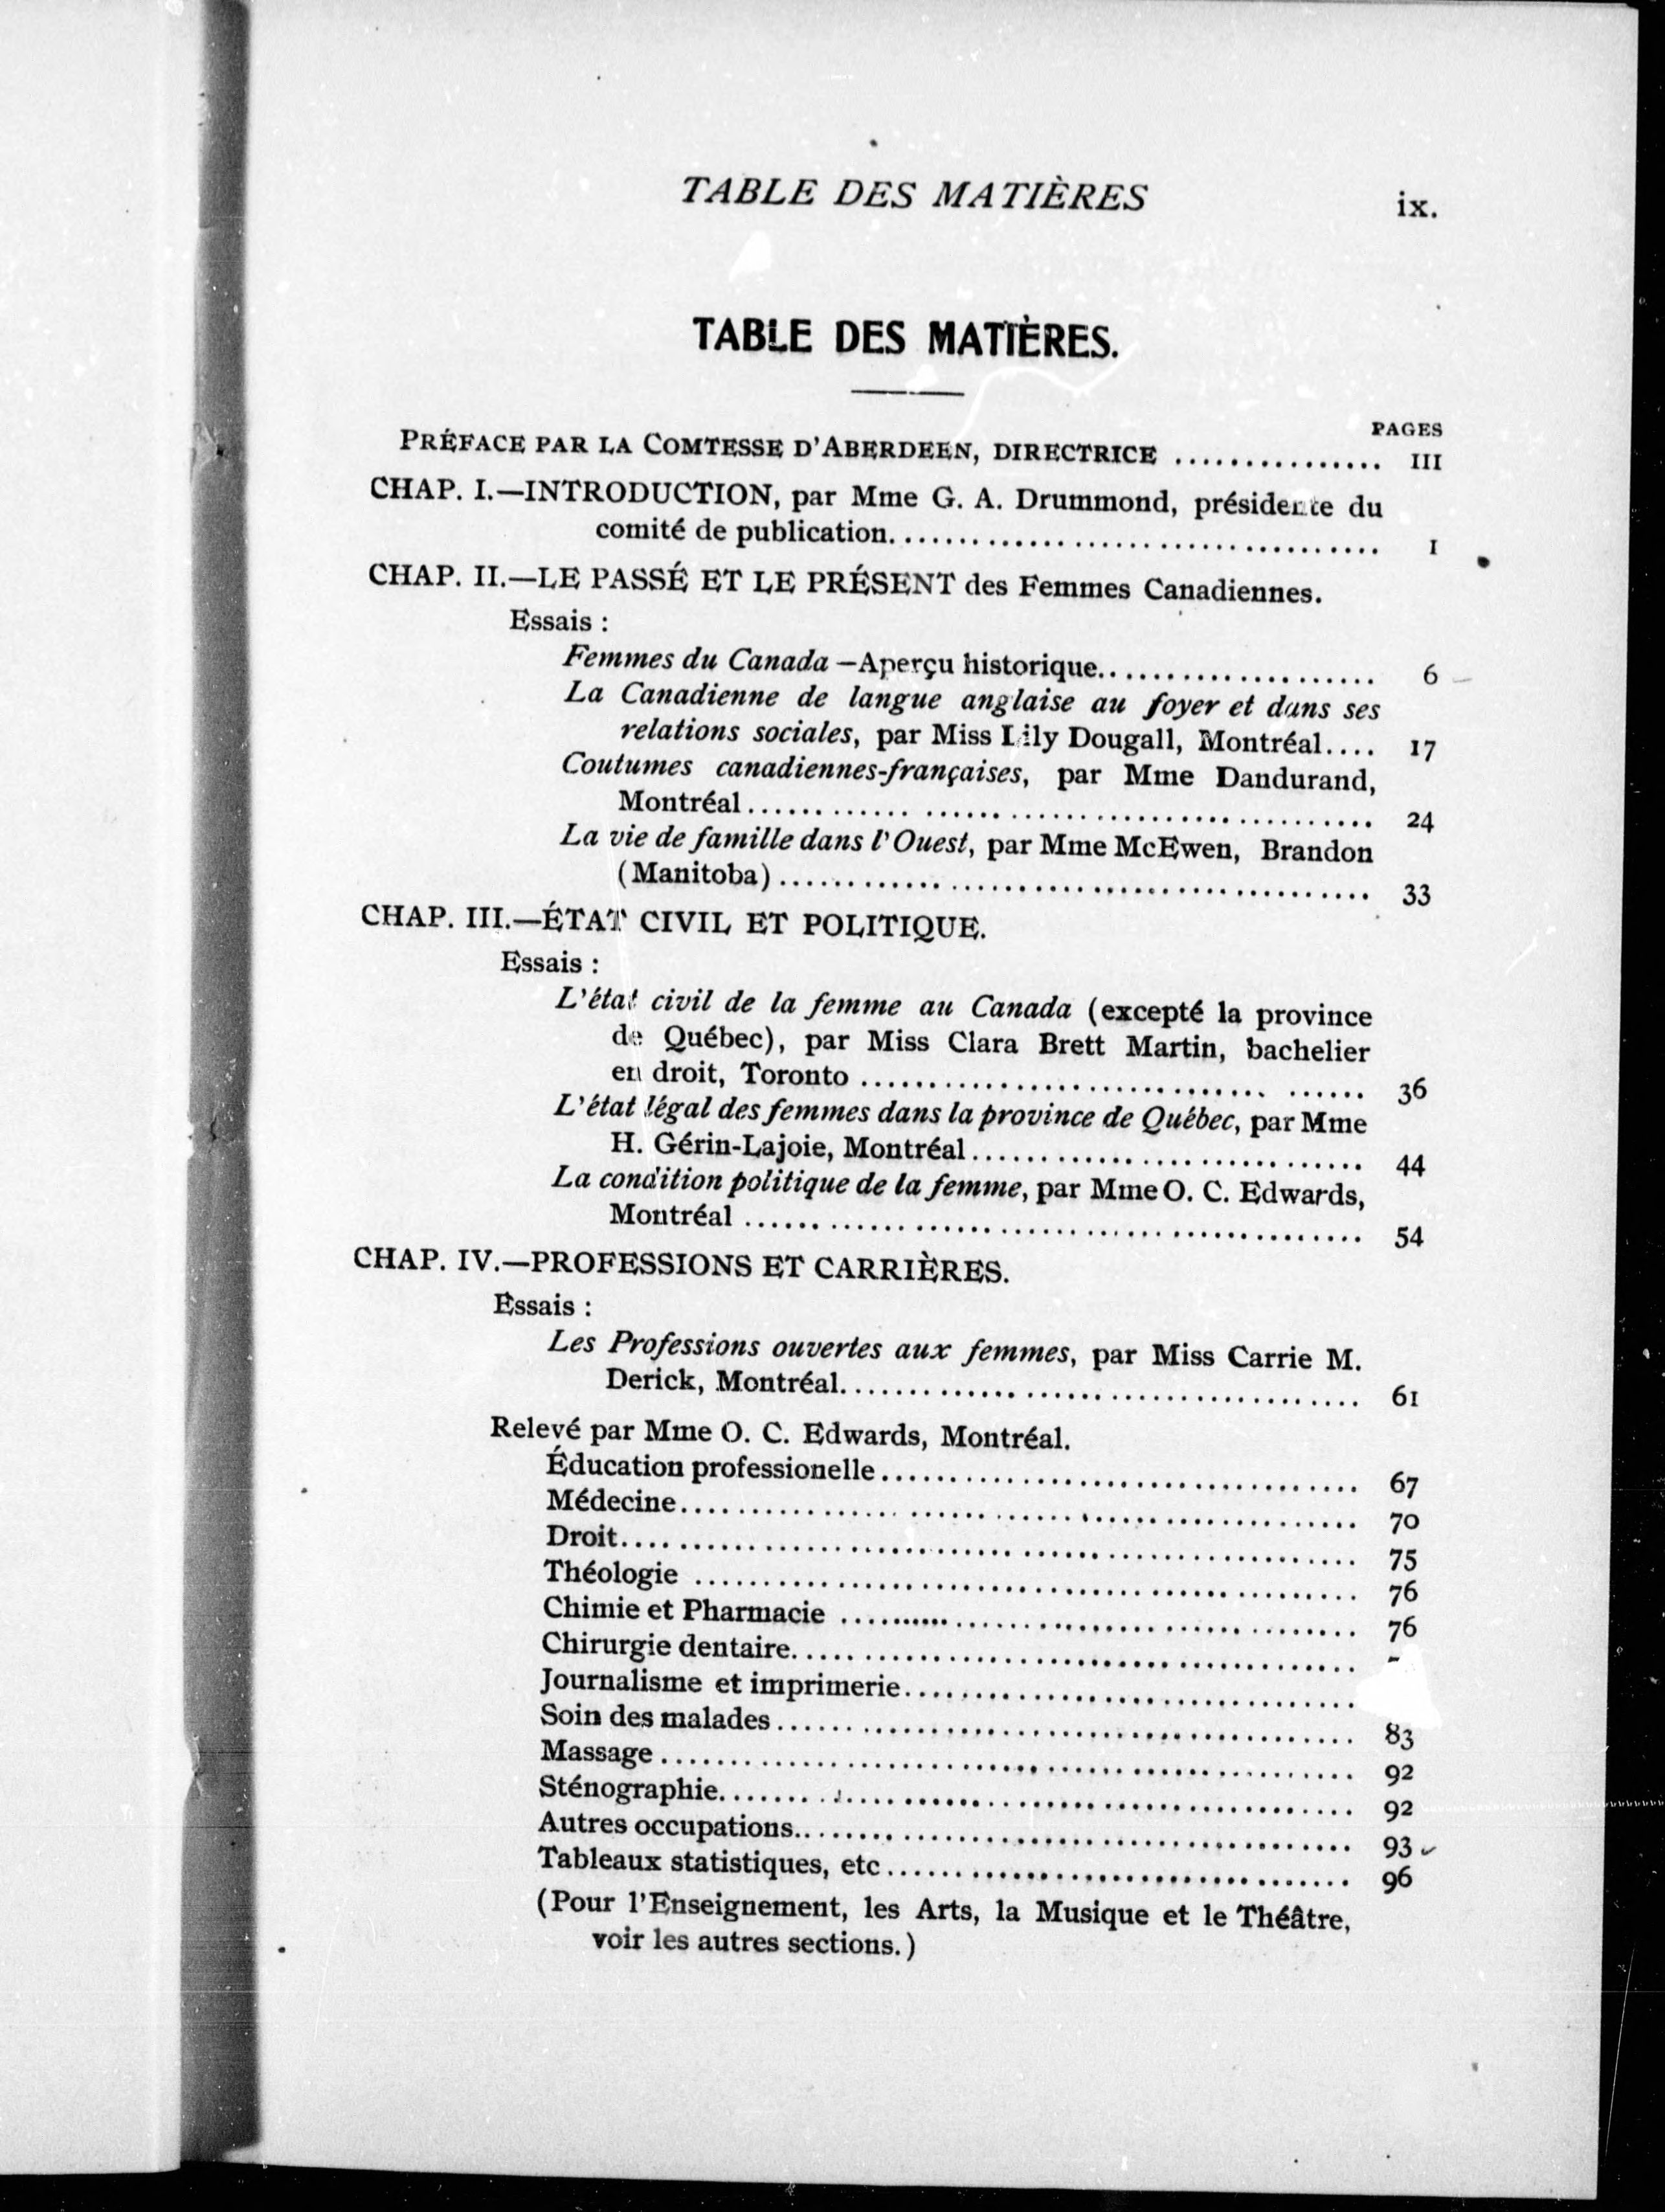 TABLE DES MATIÈRES ix.
TABLE DES MATIÈRES.
PAGES
PRÉFACE PAR LA COMTESSE D'ABERDEEN, DIRECTRICE ............... III
CHAP. I.—INTRODUCTION, par Mme G. A. Drummond, présidente du
comité de publication................................... 1
CHAP. II.—LE PASSÉ ET LE PRÉSENT des Femmes Canadiennes.
Essais :
Femmes du Canada —Aperçu historique.................... 6
La Canadienne de langue anglaise au foyer et dans ses
relations sociales, par Miss Lily Dougall, Montréal.... 17
Coutumes canadiennes-françaises, par Mme Dandurand,
Montréal............................................ 24
La vie de famille dans l'Ouest, par Mme McEwen, Brandon
(Manitoba).......................................... 33
CHAP. III.—ÉTAT CIVIL ET POLITIQUE.
Essais :
L'état civil de la femme au Canada (excepté la province
de Québec), par Miss Clara Brett Martin, bachelier
en droit, Toronto ................................... 36
L'état légal des femmes dans la province de Québec, par Mme
H. Gérin-Lajoie, Montréal............................ 44
La condition politique de la femme, par Mme O. C. Edwards,
Montréal ............................................ 54
CHAP. IV.—PROFESSIONS ET CARRIÈRES.
Essais :
Les Professions ouvertes aux femmes, par Miss Carrie M.
Derick, Montréal..................................... 61
Relevé par Mme O. C. Edwards, Montréal.
Éducation professionelle.................................. 67
Médecine................................................ 70
Droit.................................................... 75
Théologie ............................................... 76
Chimie et Pharmacie ..................................... 76
Chirurgie dentaire........................................
Journalisme et imprimerie................................
Soin des malades......................................... 83
Massage................................................. 92
Sténographie............................................. 92
Autres occupations....................................... 93
Tableaux statistiques, etc................................. 96
(Pour l'Enseignement, les Arts, la Musique et le Théâtre,
voir les autres sections.)